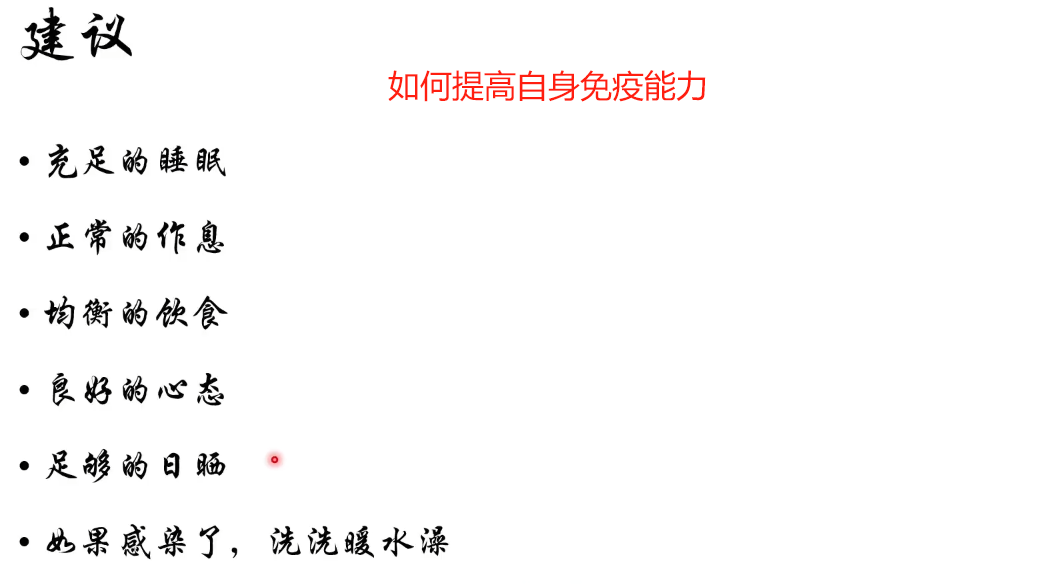 建议
如何提高自身免疫能力
• 充足的睡眠
• 正常的作息
• 均衡的饮食
• 良好的心态
• 足够的日晒
• 如果感染了，洗洗暖水澡